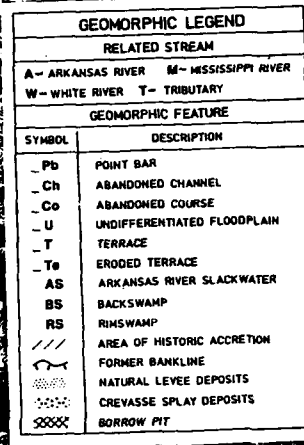 GEOMORPHIC LEGEND
RELATED STREAM
A- ARKANSAS RIVER M- MISSISSIPPI RIVER
W- WHITE RIVER T- TRIBUTARY
GEOMORPHIC FEATURE
SYMBOL DESCRIPTION
_Pb POINT BAR
_Ch ABANDONED CHANNEL
_Co ABANDONED COURSE
_U UNDIFFERENTIATED FLOODPLAIN
_T TERRACE
_Te ERODED TERRACE
AS ARKANSAS RIVER SLACKWATER
BS BACKSWAMP
RS RIMSWAMP
AREA OF HISTORIC ACCRETION
FORMER BANKLINE
NATURAL LEVEE DEPOSITS
CREVASSE SPLAY DEPOSITS
BORROW PIT